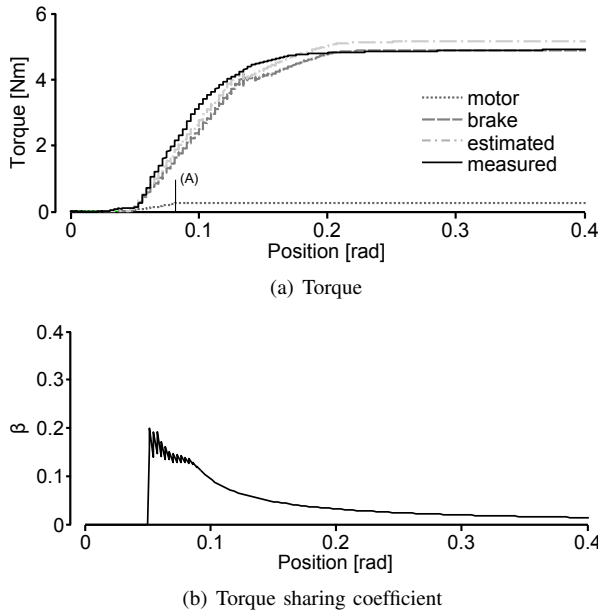 6
4
2
0
Torque [Nm]
motor
brake
estimated
measured
(A)
0 0.1 0.2 0.3 0.4
Position [rad]
(a) Torque
0.4
0.3
0.2
0.1
0
β
0 0.1 0.2 0.3 0.4
Position [rad]
(b) Torque sharing coefficient